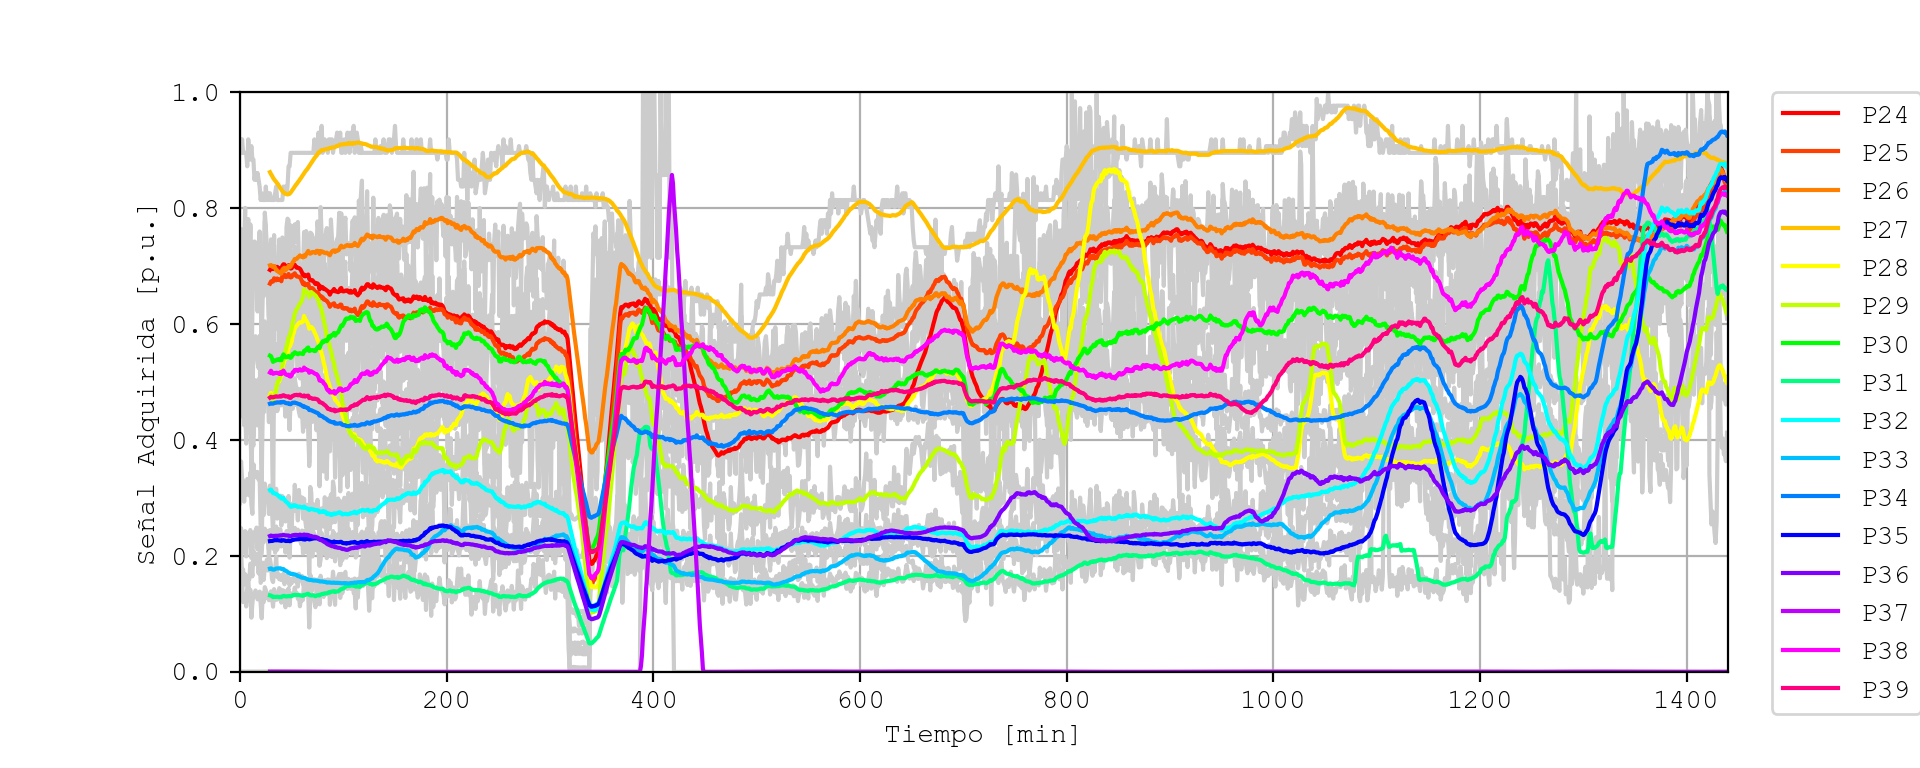 1.0
0.8
0.6
0.4
0.2
0.0
0 200 400 600 800 1000 1200 1400
Señal Adquirida [p.u.]
Tiempo [min]
P24
P25
P26
P27
P28
P29
P30
P31
P32
P33
P34
P35
P36
P37
P38
P39